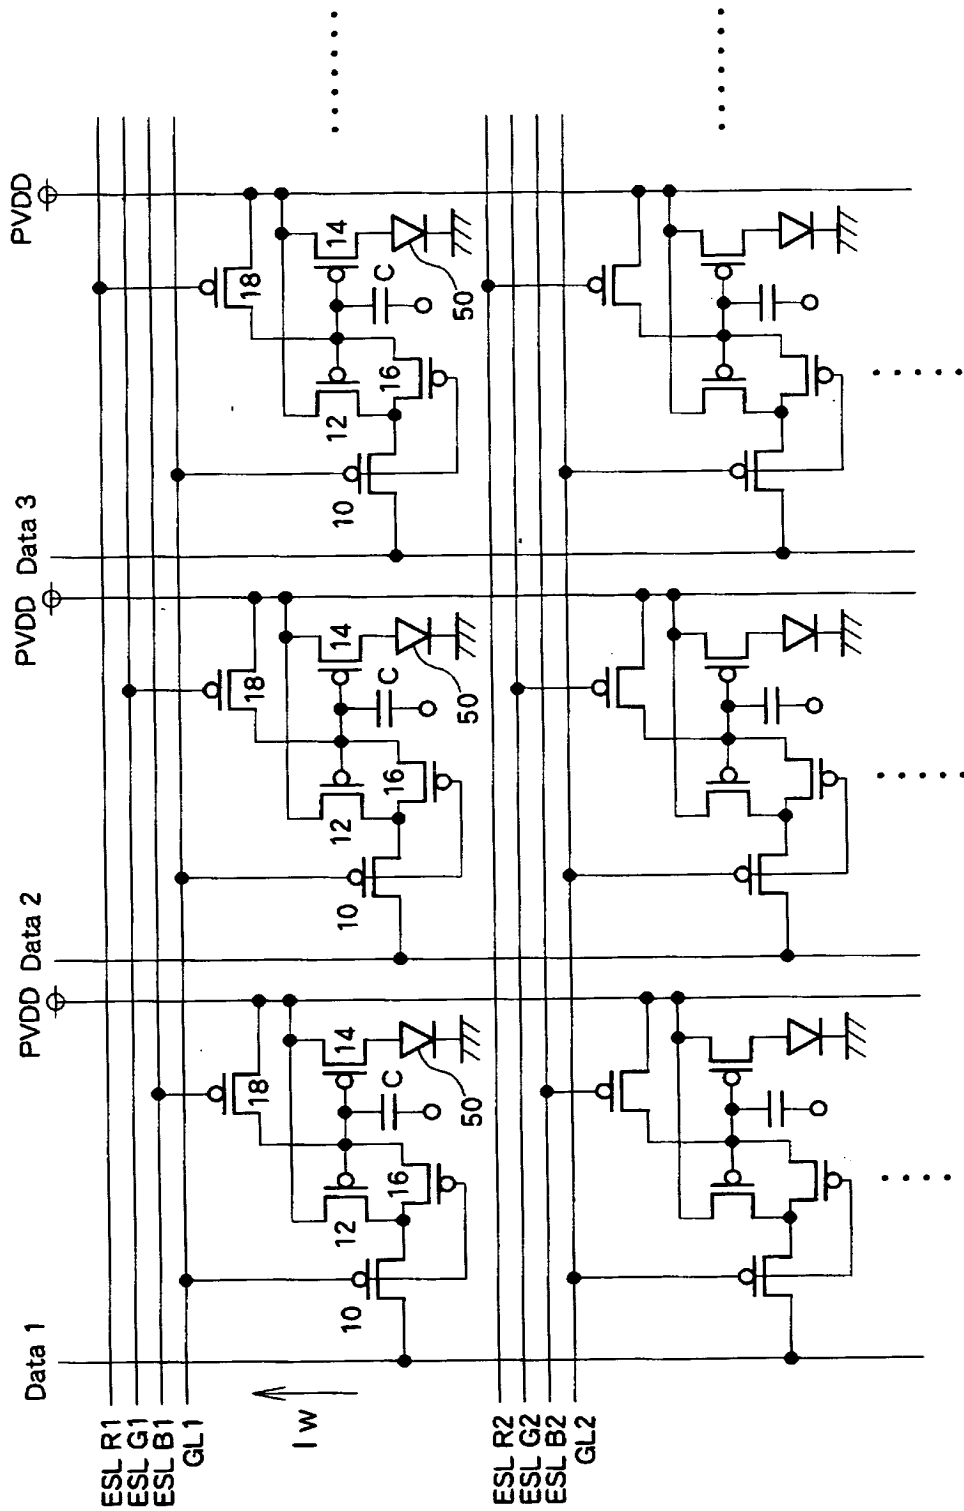 Data 1 PVDD Data 2 PVDD Data 3 PVDD
ESL R1
ESL G1
ESL B1
GL1
18 18 18
I w
10 12 14 10 12 14 10 12 14
16 C 16 C 16 C
50 50 50
ESL R2
ESL G2
ESL B2
GL2